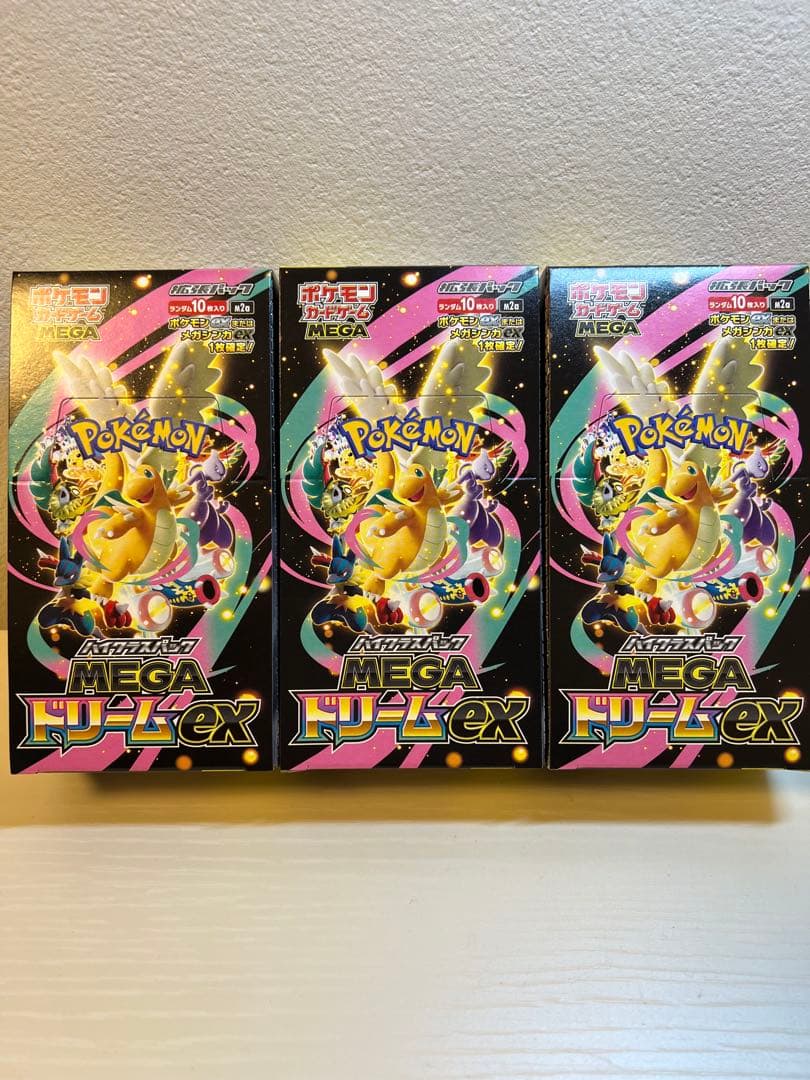 ポケモン
カードゲーム
MEGA
拡張パック
ランダム10枚入り M2a
ポケモンexまたは
メガシンカex
1枚確定!
POKéMON
ハイクラスパック
MEGA
ドリームex
ポケモン
カードゲーム
MEGA
拡張パック
ランダム10枚入り M2a
ポケモンexまたは
メガシンカex
1枚確定!
POKéMON
ハイクラスパック
MEGA
ドリームex
ポケモン
カードゲーム
MEGA
拡張パック
ランダム10枚入り M2a
ポケモンexまたは
メガシンカex
1枚確定!
POKéMON
ハイクラスパック
MEGA
ドリームex